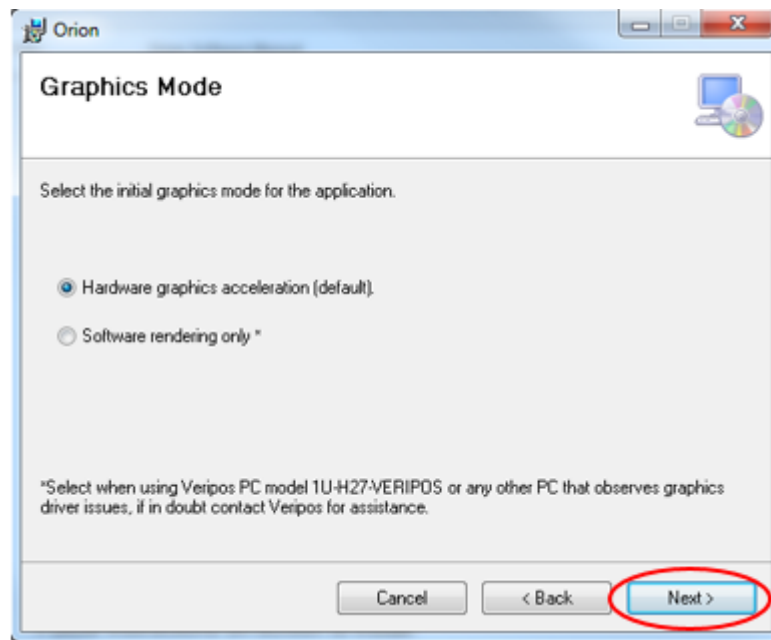 Orion
Graphics Mode
Select the initial graphics mode for the application.
Hardware graphics acceleration (default).
Software rendering only *
*Select when using Veripos PC model 1U-H27-VERIPOS or any other PC that observes graphics
driver issues, if in doubt contact Veripos for assistance.
Cancel
< Back
Next >